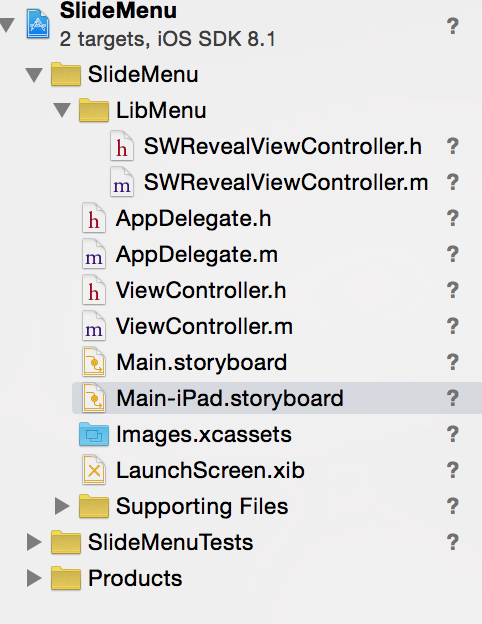 SlideMenu
?
2 targets, iOS SDK 8.1
SlideMenu
LibMenu
h SWRevealViewController.h ?
m SWRevealViewController.m ?
h AppDelegate.h ?
m AppDelegate.m ?
h ViewController.h ?
m ViewController.m ?
Main.storyboard ?
Main-iPad.storyboard ?
Images.xcassets ?
LaunchScreen.xib ?
Supporting Files ?
SlideMenuTests ?
Products